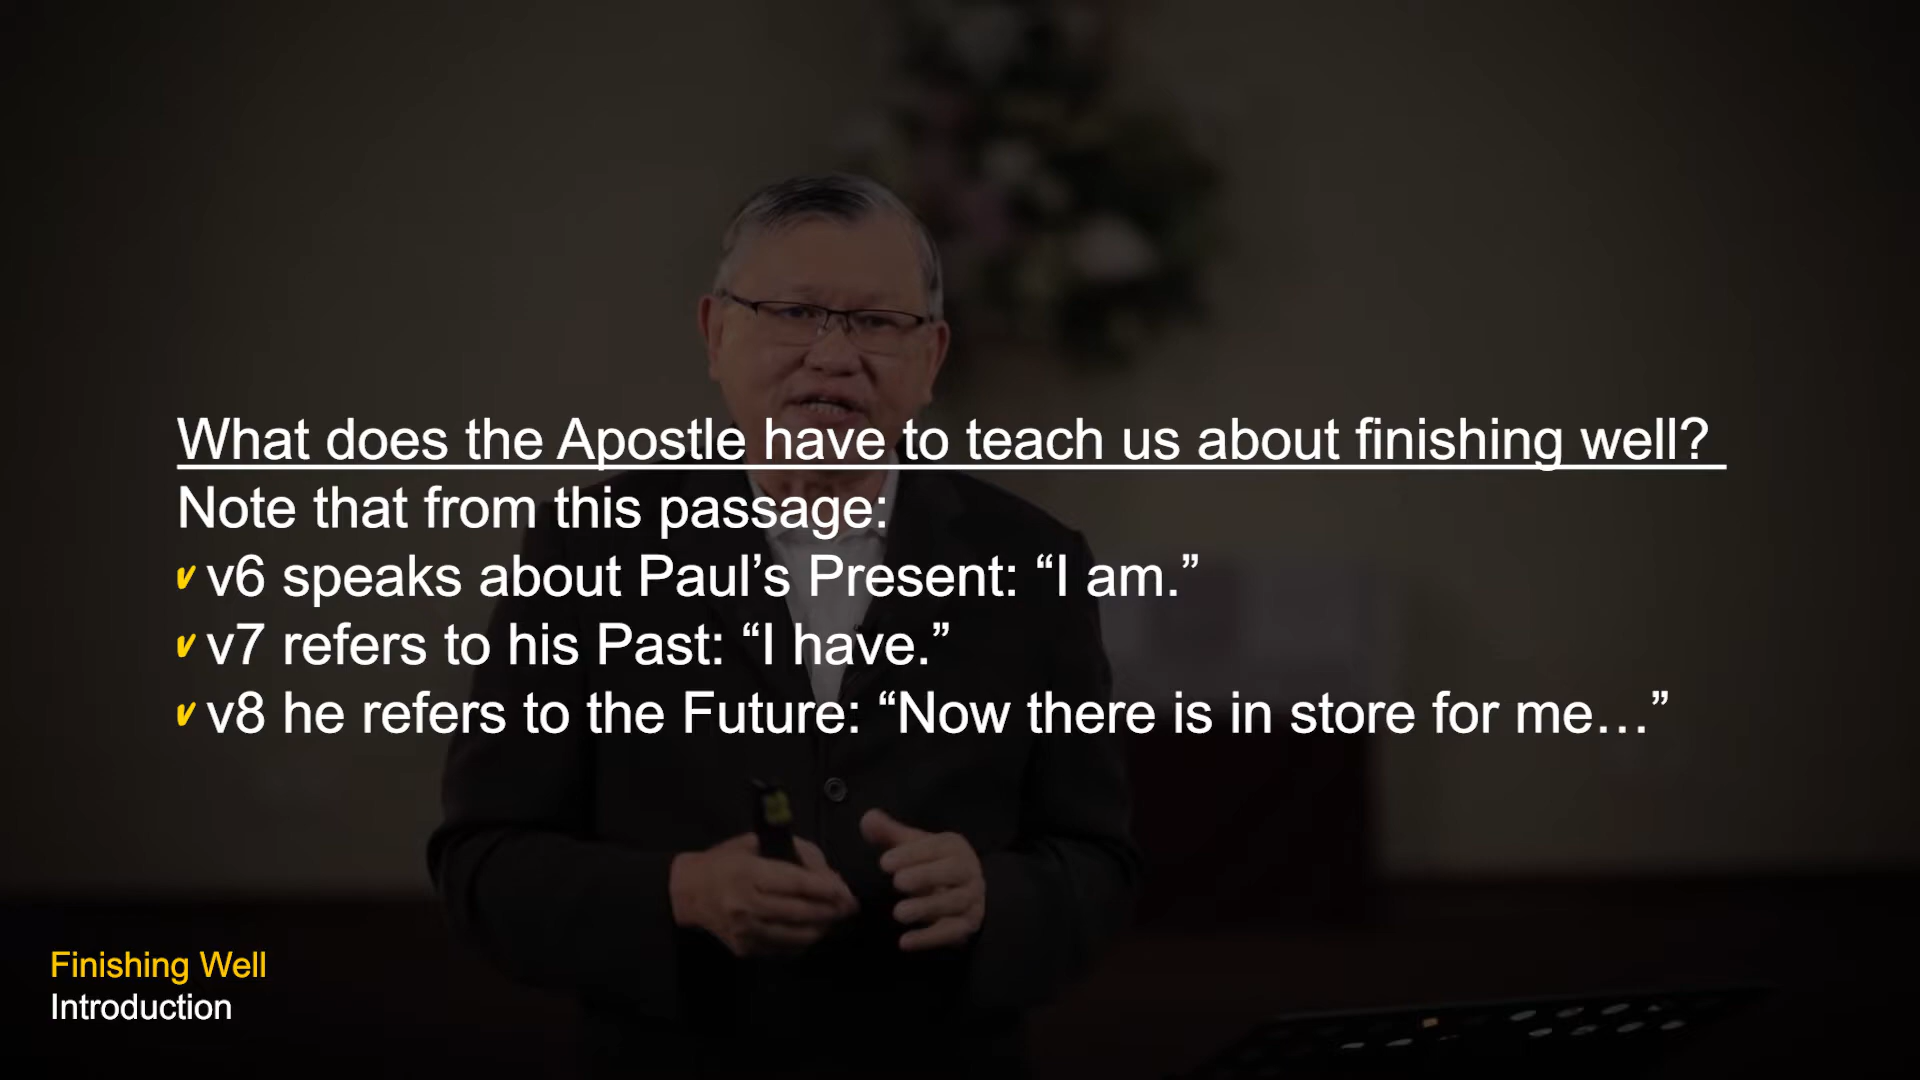 What does the Apostle have to teach us about finishing well?
Note that from this passage:
✔ v6 speaks about Paul’s Present: “I am.”
✔ v7 refers to his Past: “I have.”
✔ v8 he refers to the Future: “Now there is in store for me…”
Finishing Well
Introduction